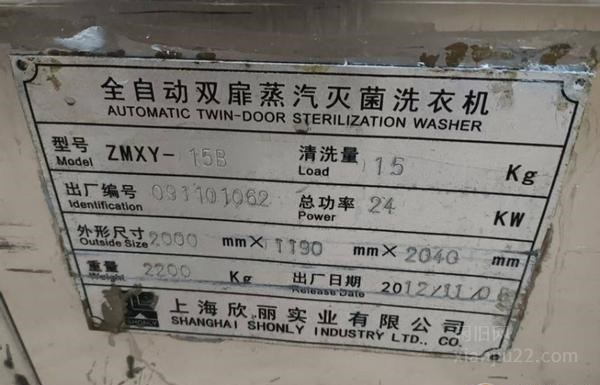 全自动双扉蒸汽灭菌洗衣机
AUTOMATIC TWIN-DOOR STERILIZATION WASHER
型号 ZMXY- 15B 清洗量 15 Kg
Model Load
出厂编号 091101062 总功率 24 KW
Identification Power
外形尺寸 2000 mm× 1190 mm× 2040 mm
Outside Size
重量 2200 Kg 出厂日期 2012/11/0
Weight Release Date
上海欣丽实业有限公司
SHONLY SHANGHAI SHONLY INDUSTRY LTD., CO.
xianjiu22.com